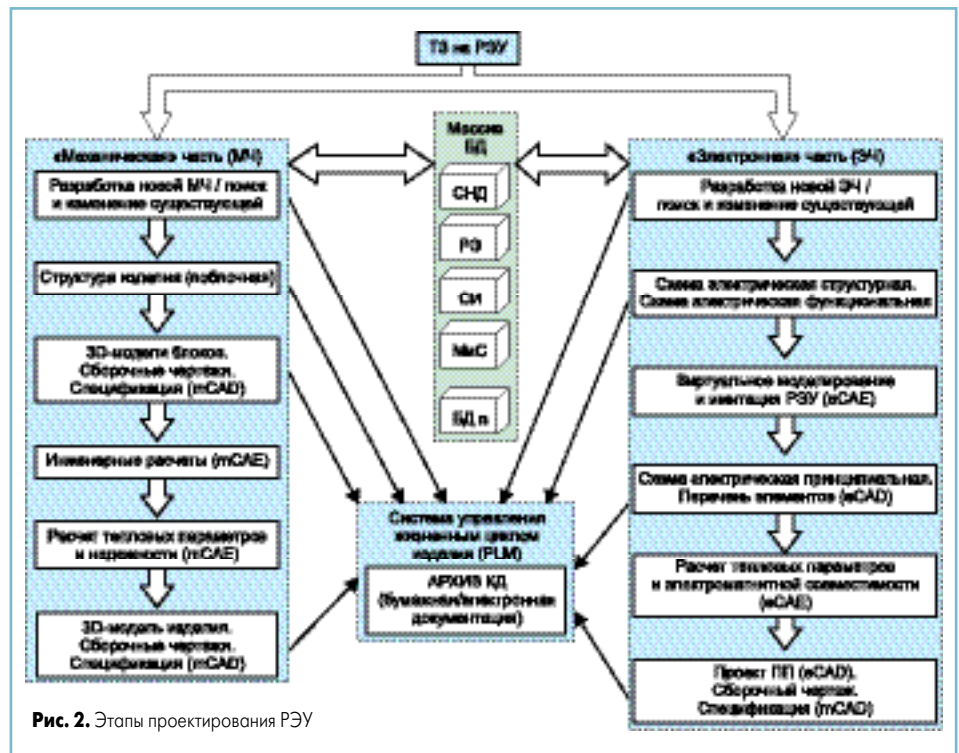 ТЗ на РЭУ
«Механическая» часть (МЧ)
Разработка новой МЧ / поиск
и изменение существующей
Структура изделия (поблочная)
3D-модели блоков.
Сборочные чертежи.
Спецификация (mCAD)
Инженерные расчеты (mCAE)
Расчет тепловых параметров
и надежности (mCAE)
3D-модель изделия.
Сборочные чертежи.
Спецификация (mCAD)
Массив
БД
СНД
РЭ
СИ
МиС
БД n
Система управления
жизненным циклом
изделия (PLM)
АРХИВ КД
(бумажная/электронная
документация)
«Электронная» часть (ЭЧ)
Разработка новой ЭЧ /
поиск и изменение существующей
Схема электрическая структурная.
Схема электрическая функциональная
Виртуальное моделирование
и имитация РЭУ (eCAE)
Схема электрическая принципиальная.
Перечень элементов (eCAD)
Расчет тепловых параметров
и электромагнитной совместимости
(eCAE)
Проект ПП (eCAD).
Сборочный чертеж.
Спецификация (mCAD)
Рис. 2. Этапы проектирования РЭУ